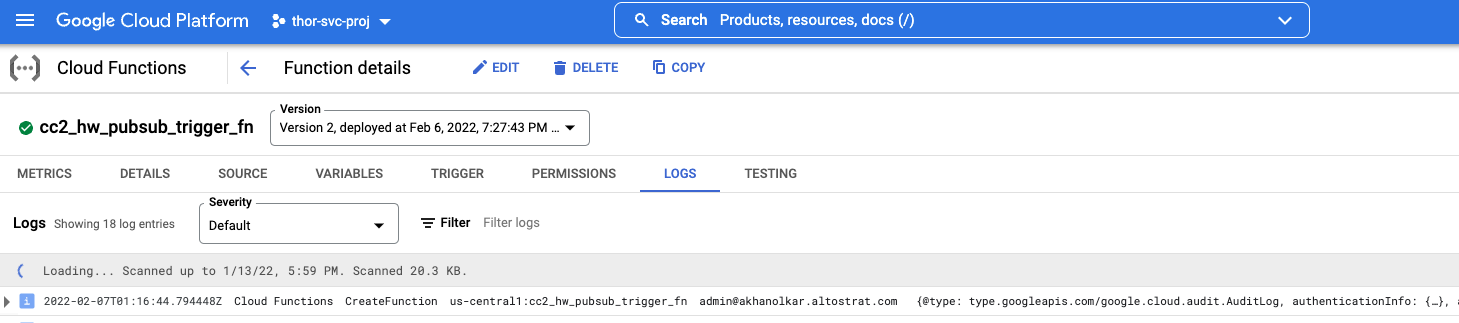 Google Cloud Platform thor-svc-proj Search Products, resources, docs (/)
Cloud Functions Function details EDIT DELETE COPY
cc2_hw_pubsub_trigger_fn Version Version 2, deployed at Feb 6, 2022, 7:27:43 PM ...
METRICS DETAILS SOURCE VARIABLES TRIGGER PERMISSIONS LOGS TESTING
Logs Showing 18 log entries Severity Default Filter Filter logs
Loading... Scanned up to 1/13/22, 5:59 PM. Scanned 20.3 KB.
i 2022-02-07T01:16:44.794448Z Cloud Functions CreateFunction us-central1:cc2_hw_pubsub_trigger_fn admin@akhanolkar.altostrat.com {@type: type.googleapis.com/google.cloud.audit.AuditLog, authenticationInfo: {…},